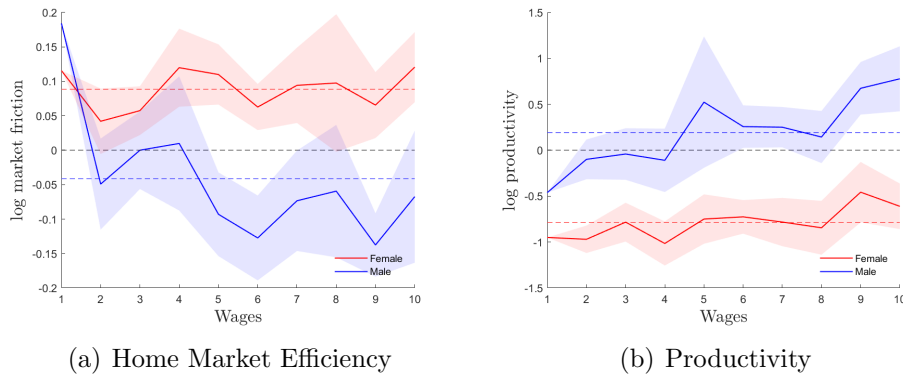 0.2
0.15
0.1
0.05
0
-0.05
-0.1
-0.15
-0.2
log market friction
1 2 3 4 5 6 7 8 9 10
Wages
Female
Male
(a) Home Market Efficiency
1.5
1
0.5
0
-0.5
-1
-1.5
log productivity
1 2 3 4 5 6 7 8 9 10
Wages
Female
Male
(b) Productivity